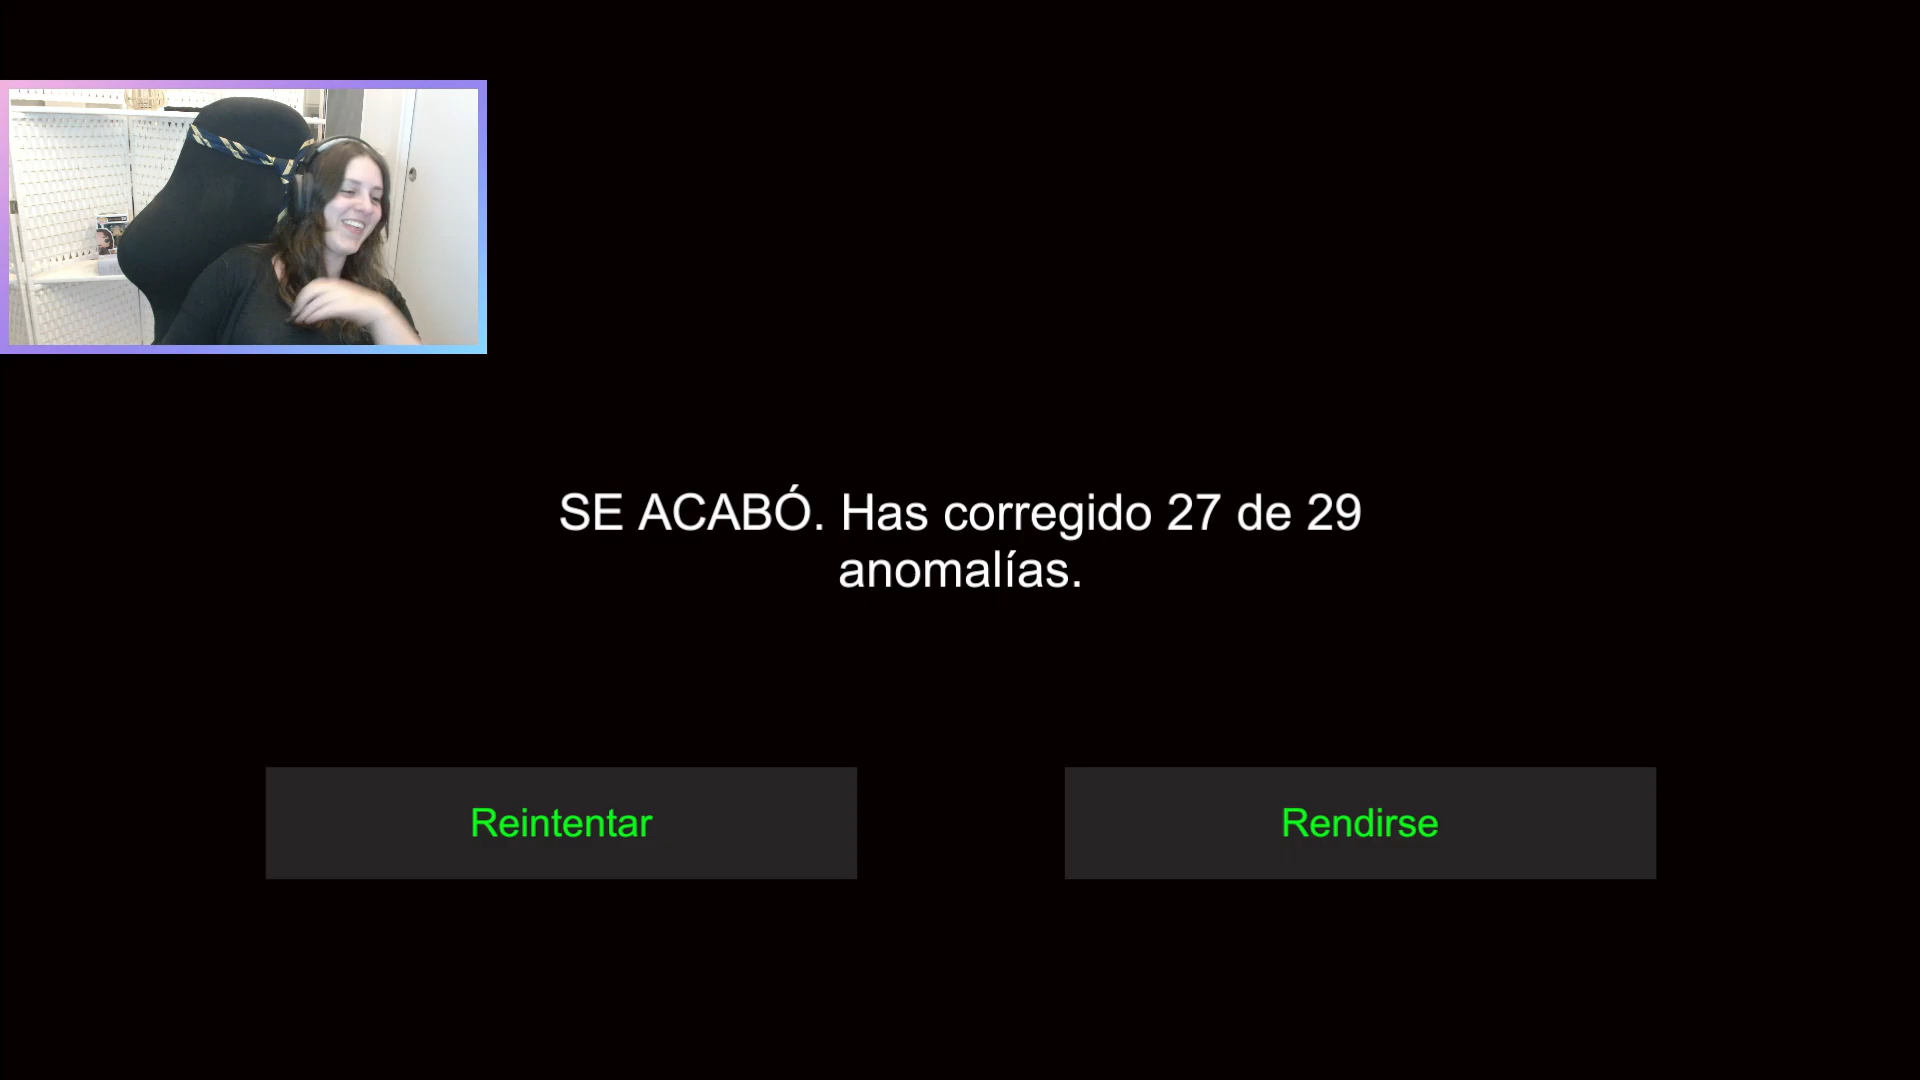 SE ACABÓ. Has corregido 27 de 29
anomalías.
Reintentar
Rendirse